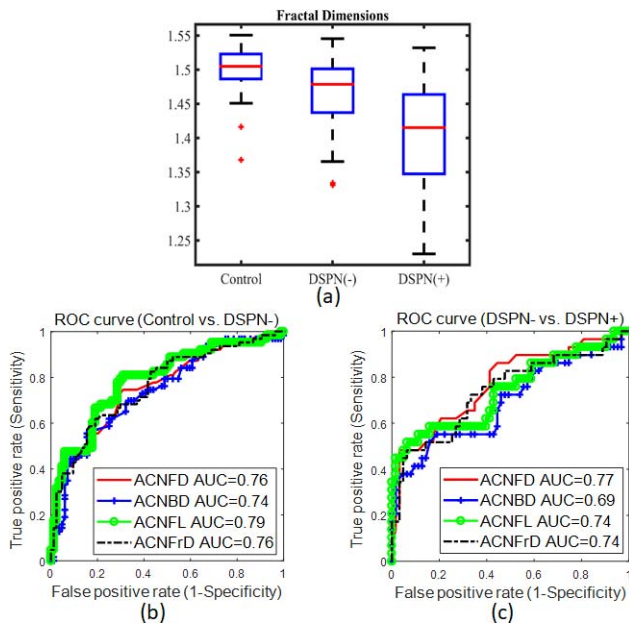 Fractal Dimensions
1.55
1.5
1.45
1.4
1.35
1.3
1.25
Control DSPN(-) DSPN(+)
(a)
ROC curve (Control vs. DSPN-)
True positive rate (Sensitivity)
1
0.8
0.6
0.4
0.2
0
ACNFD AUC=0.76
ACNBD AUC=0.74
ACNFL AUC=0.79
ACNFrD AUC=0.76
0 0.2 0.4 0.6 0.8 1
False positive rate (1-Specificity)
(b)
ROC curve (DSPN- vs. DSPN+)
True positive rate (Sensitivity)
1
0.8
0.6
0.4
0.2
0
ACNFD AUC=0.77
ACNBD AUC=0.69
ACNFL AUC=0.74
ACNFrD AUC=0.74
0 0.2 0.4 0.6 0.8 1
False positive rate (1-Specificity)
(c)